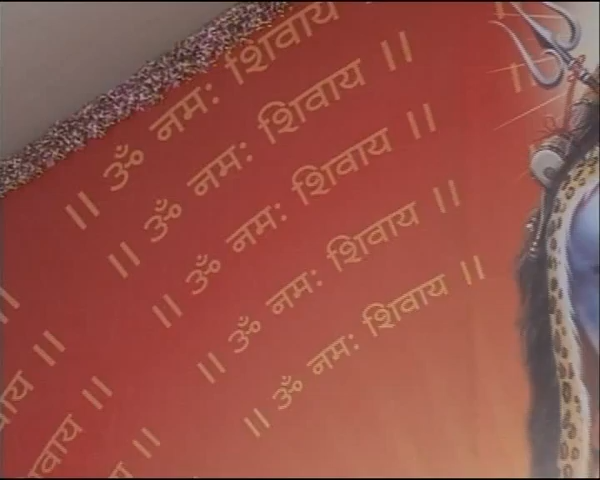 || ॐ नमः शिवाय
|| ॐ नमः शिवाय ||
|| ॐ नमः शिवाय ||
|| ॐ नमः शिवाय ||
|| ॐ नमः शिवाय ||
||
वाय ||
वाय ||
य ||